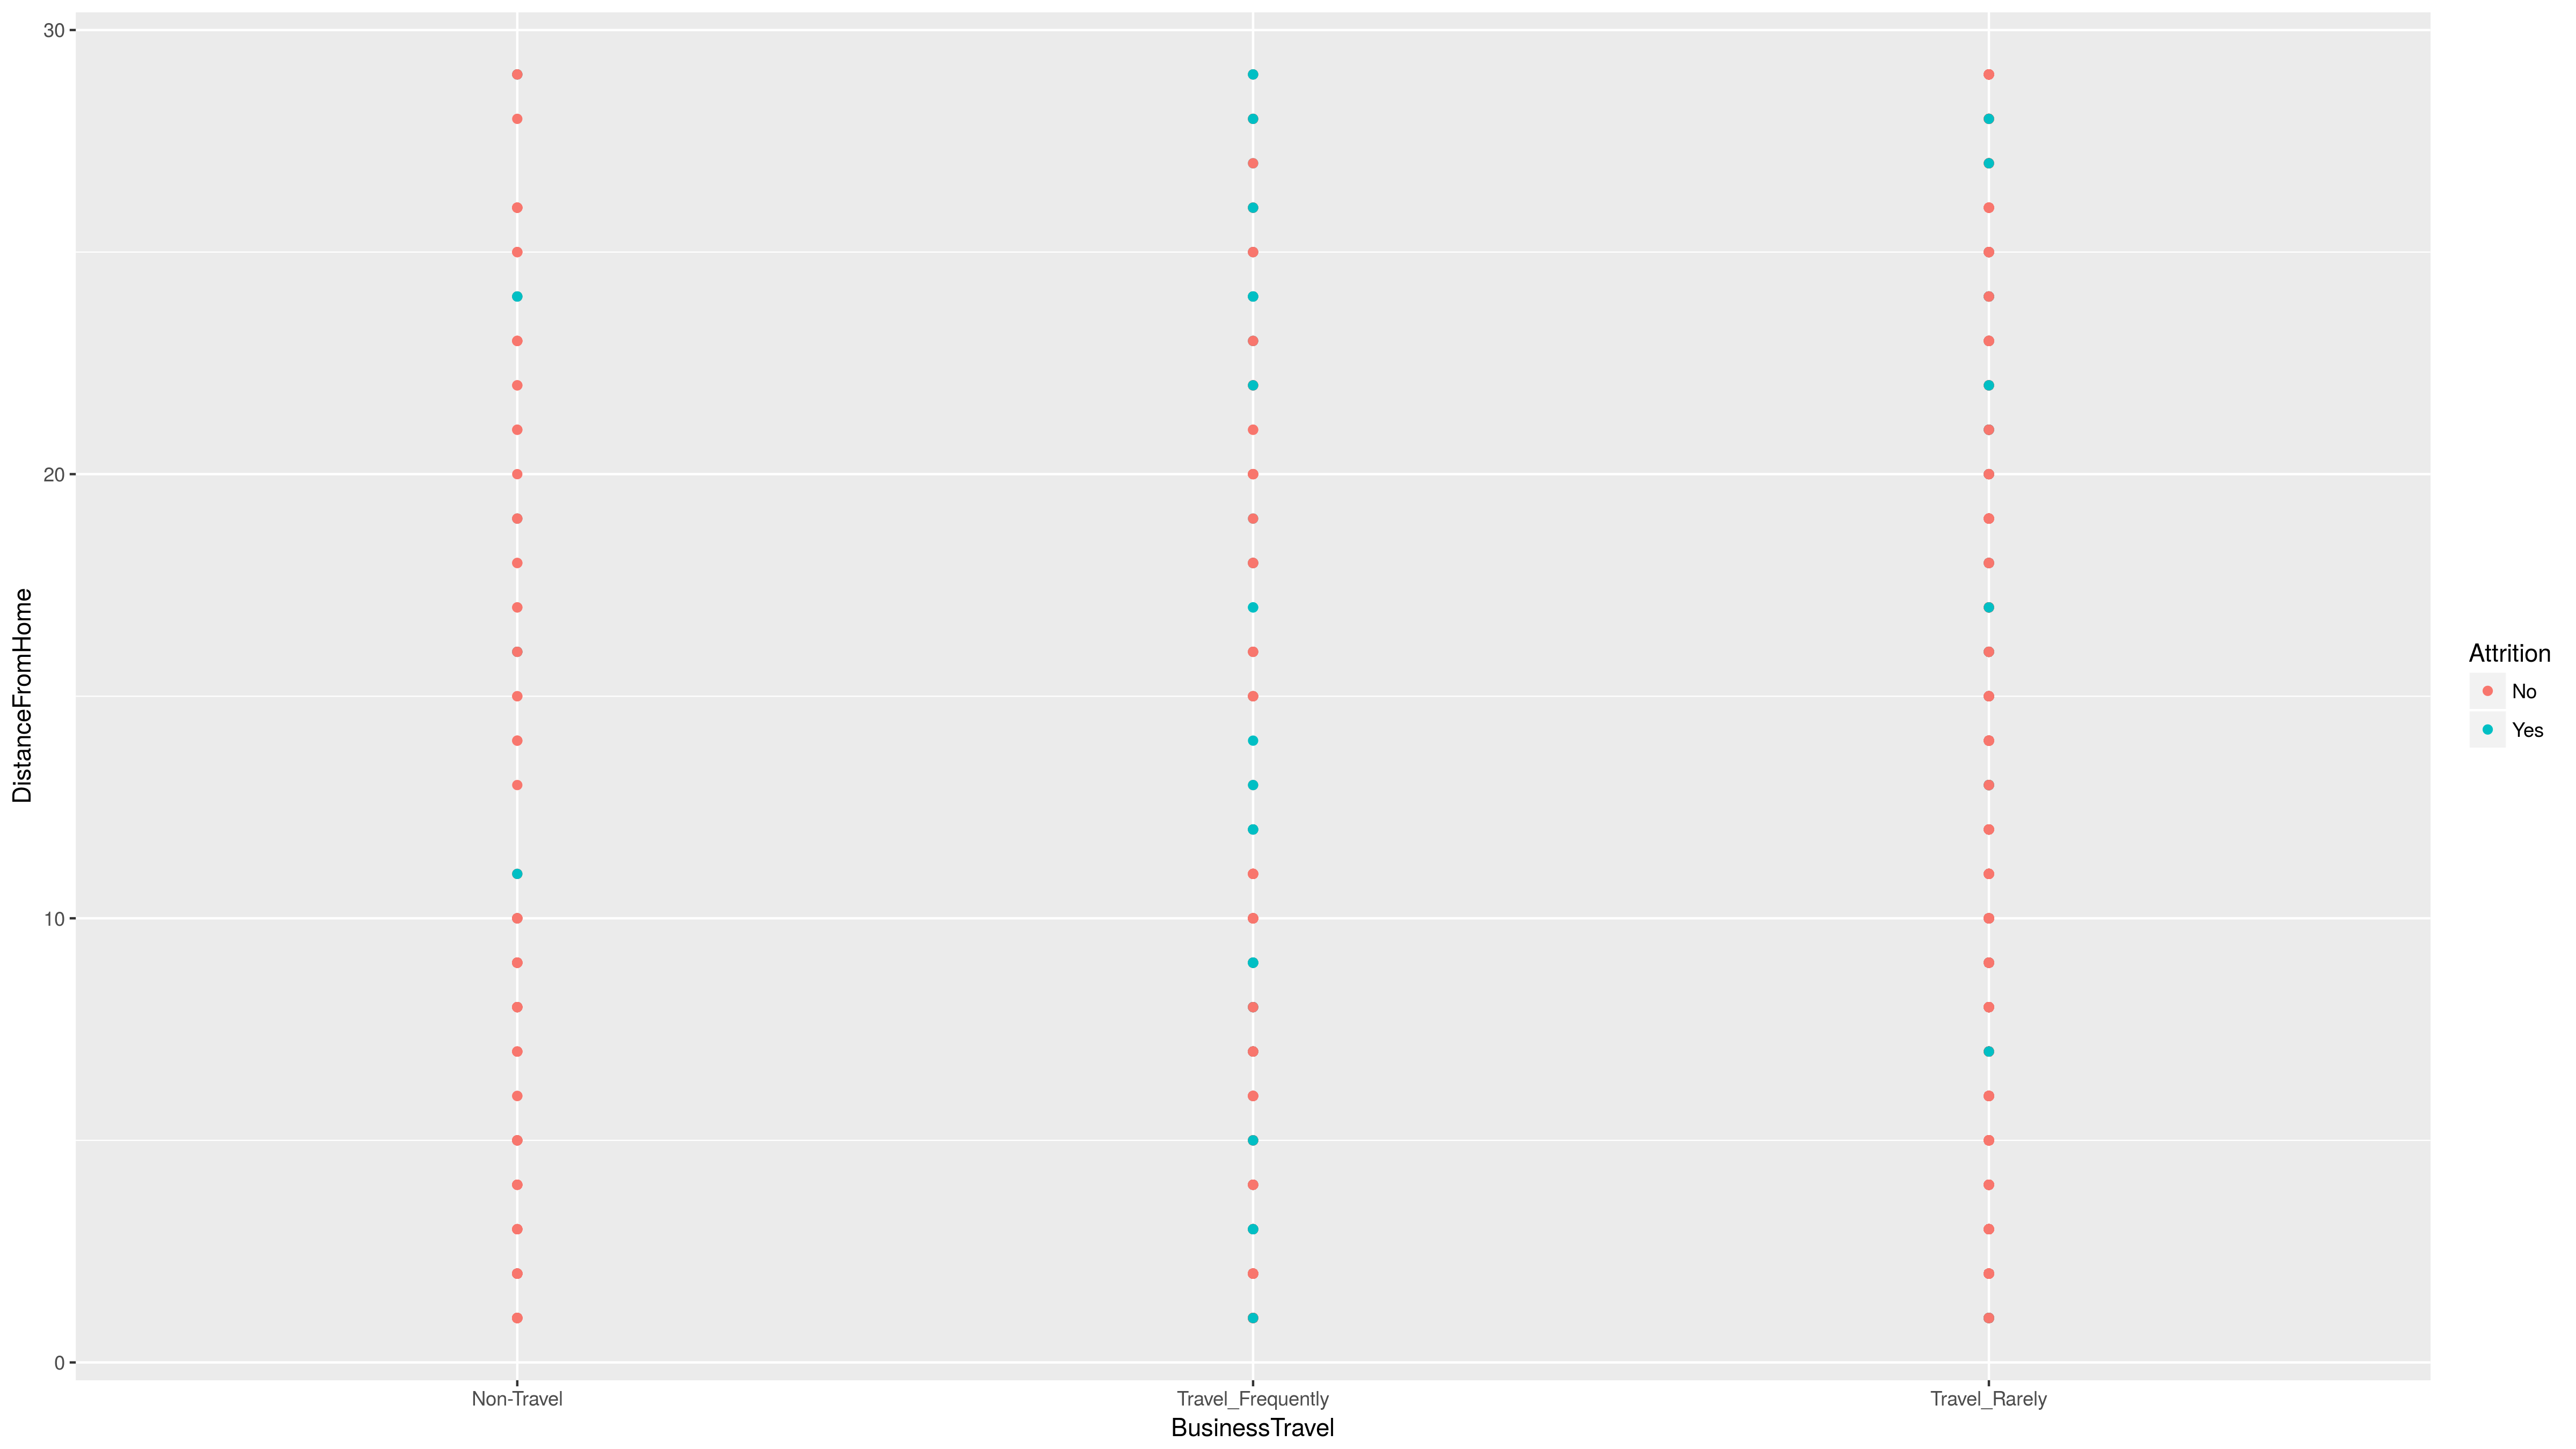 30
20
10
0
DistanceFromHome
Non-Travel
Travel_Frequently
Travel_Rarely
BusinessTravel
Attrition
No
Yes